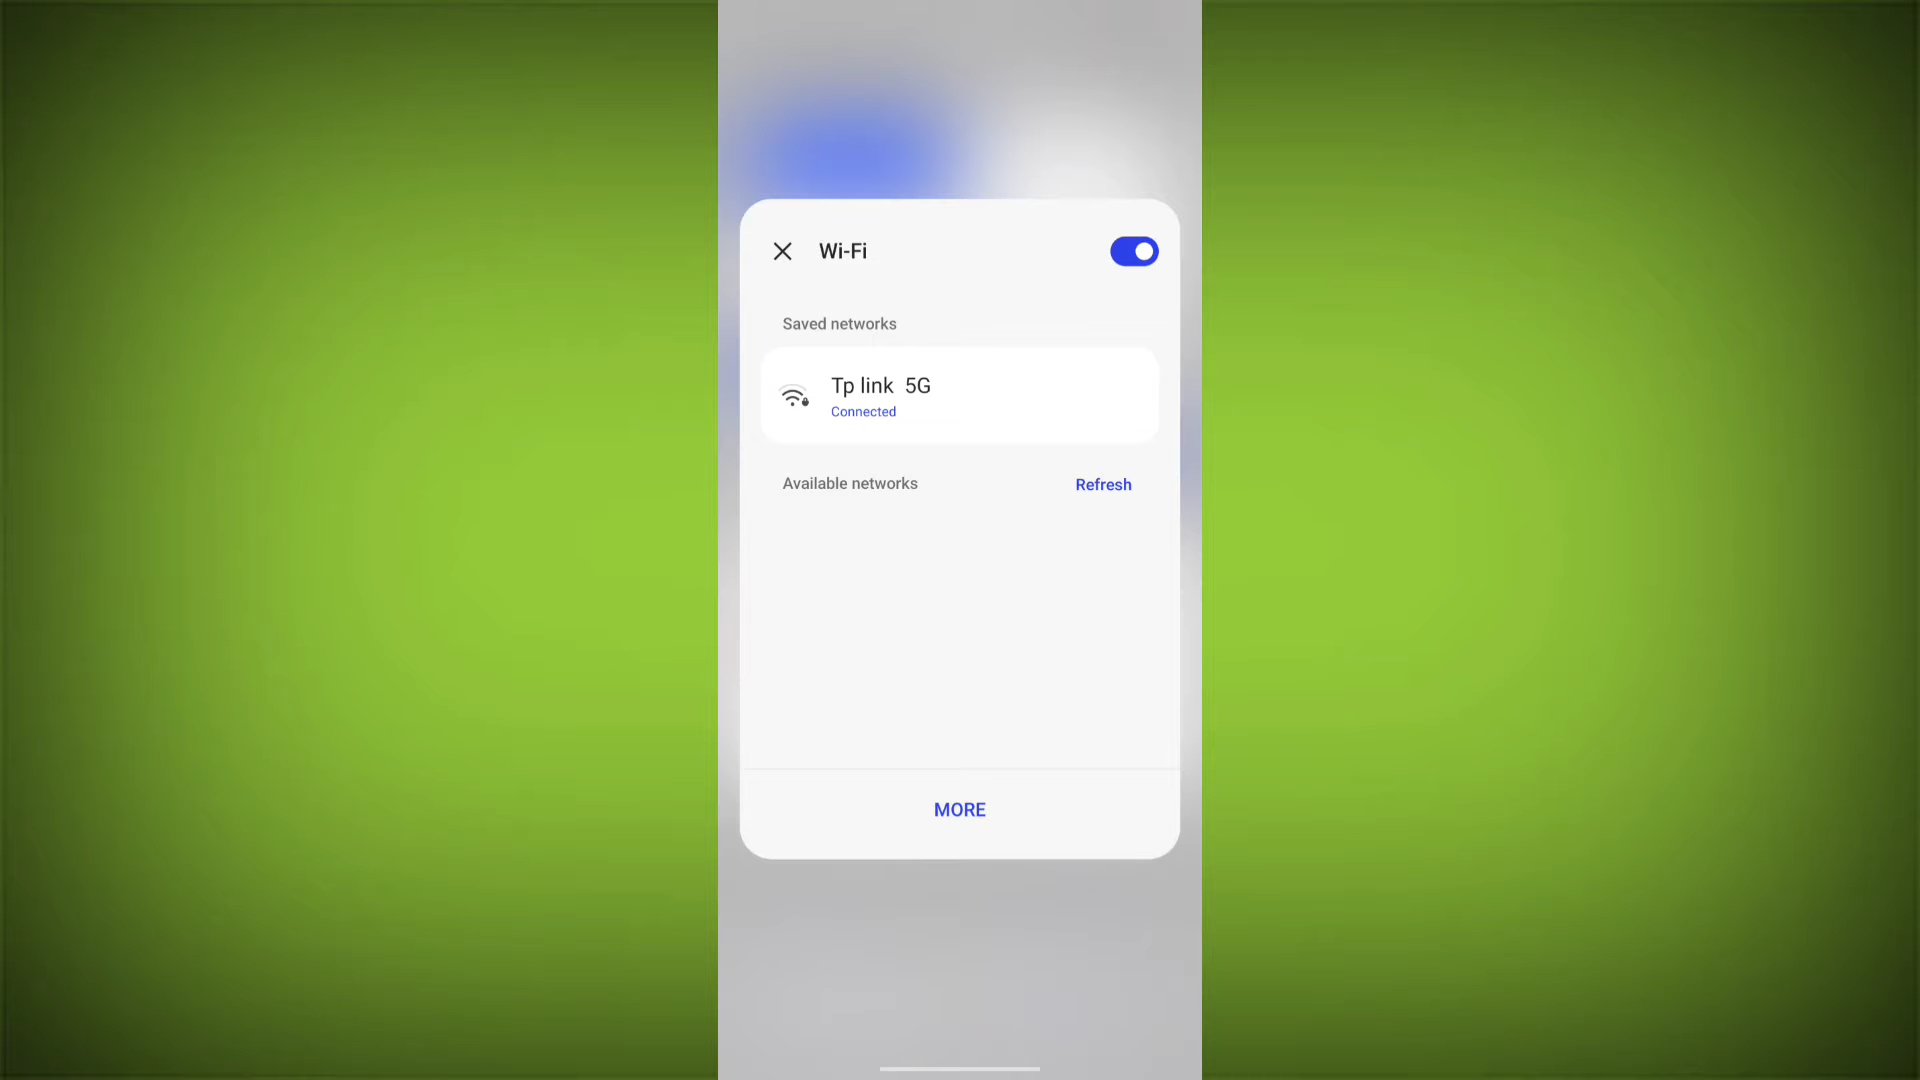 Wi-Fi
Saved networks
Tp link  5G
Connected
Available networks
Refresh
MORE